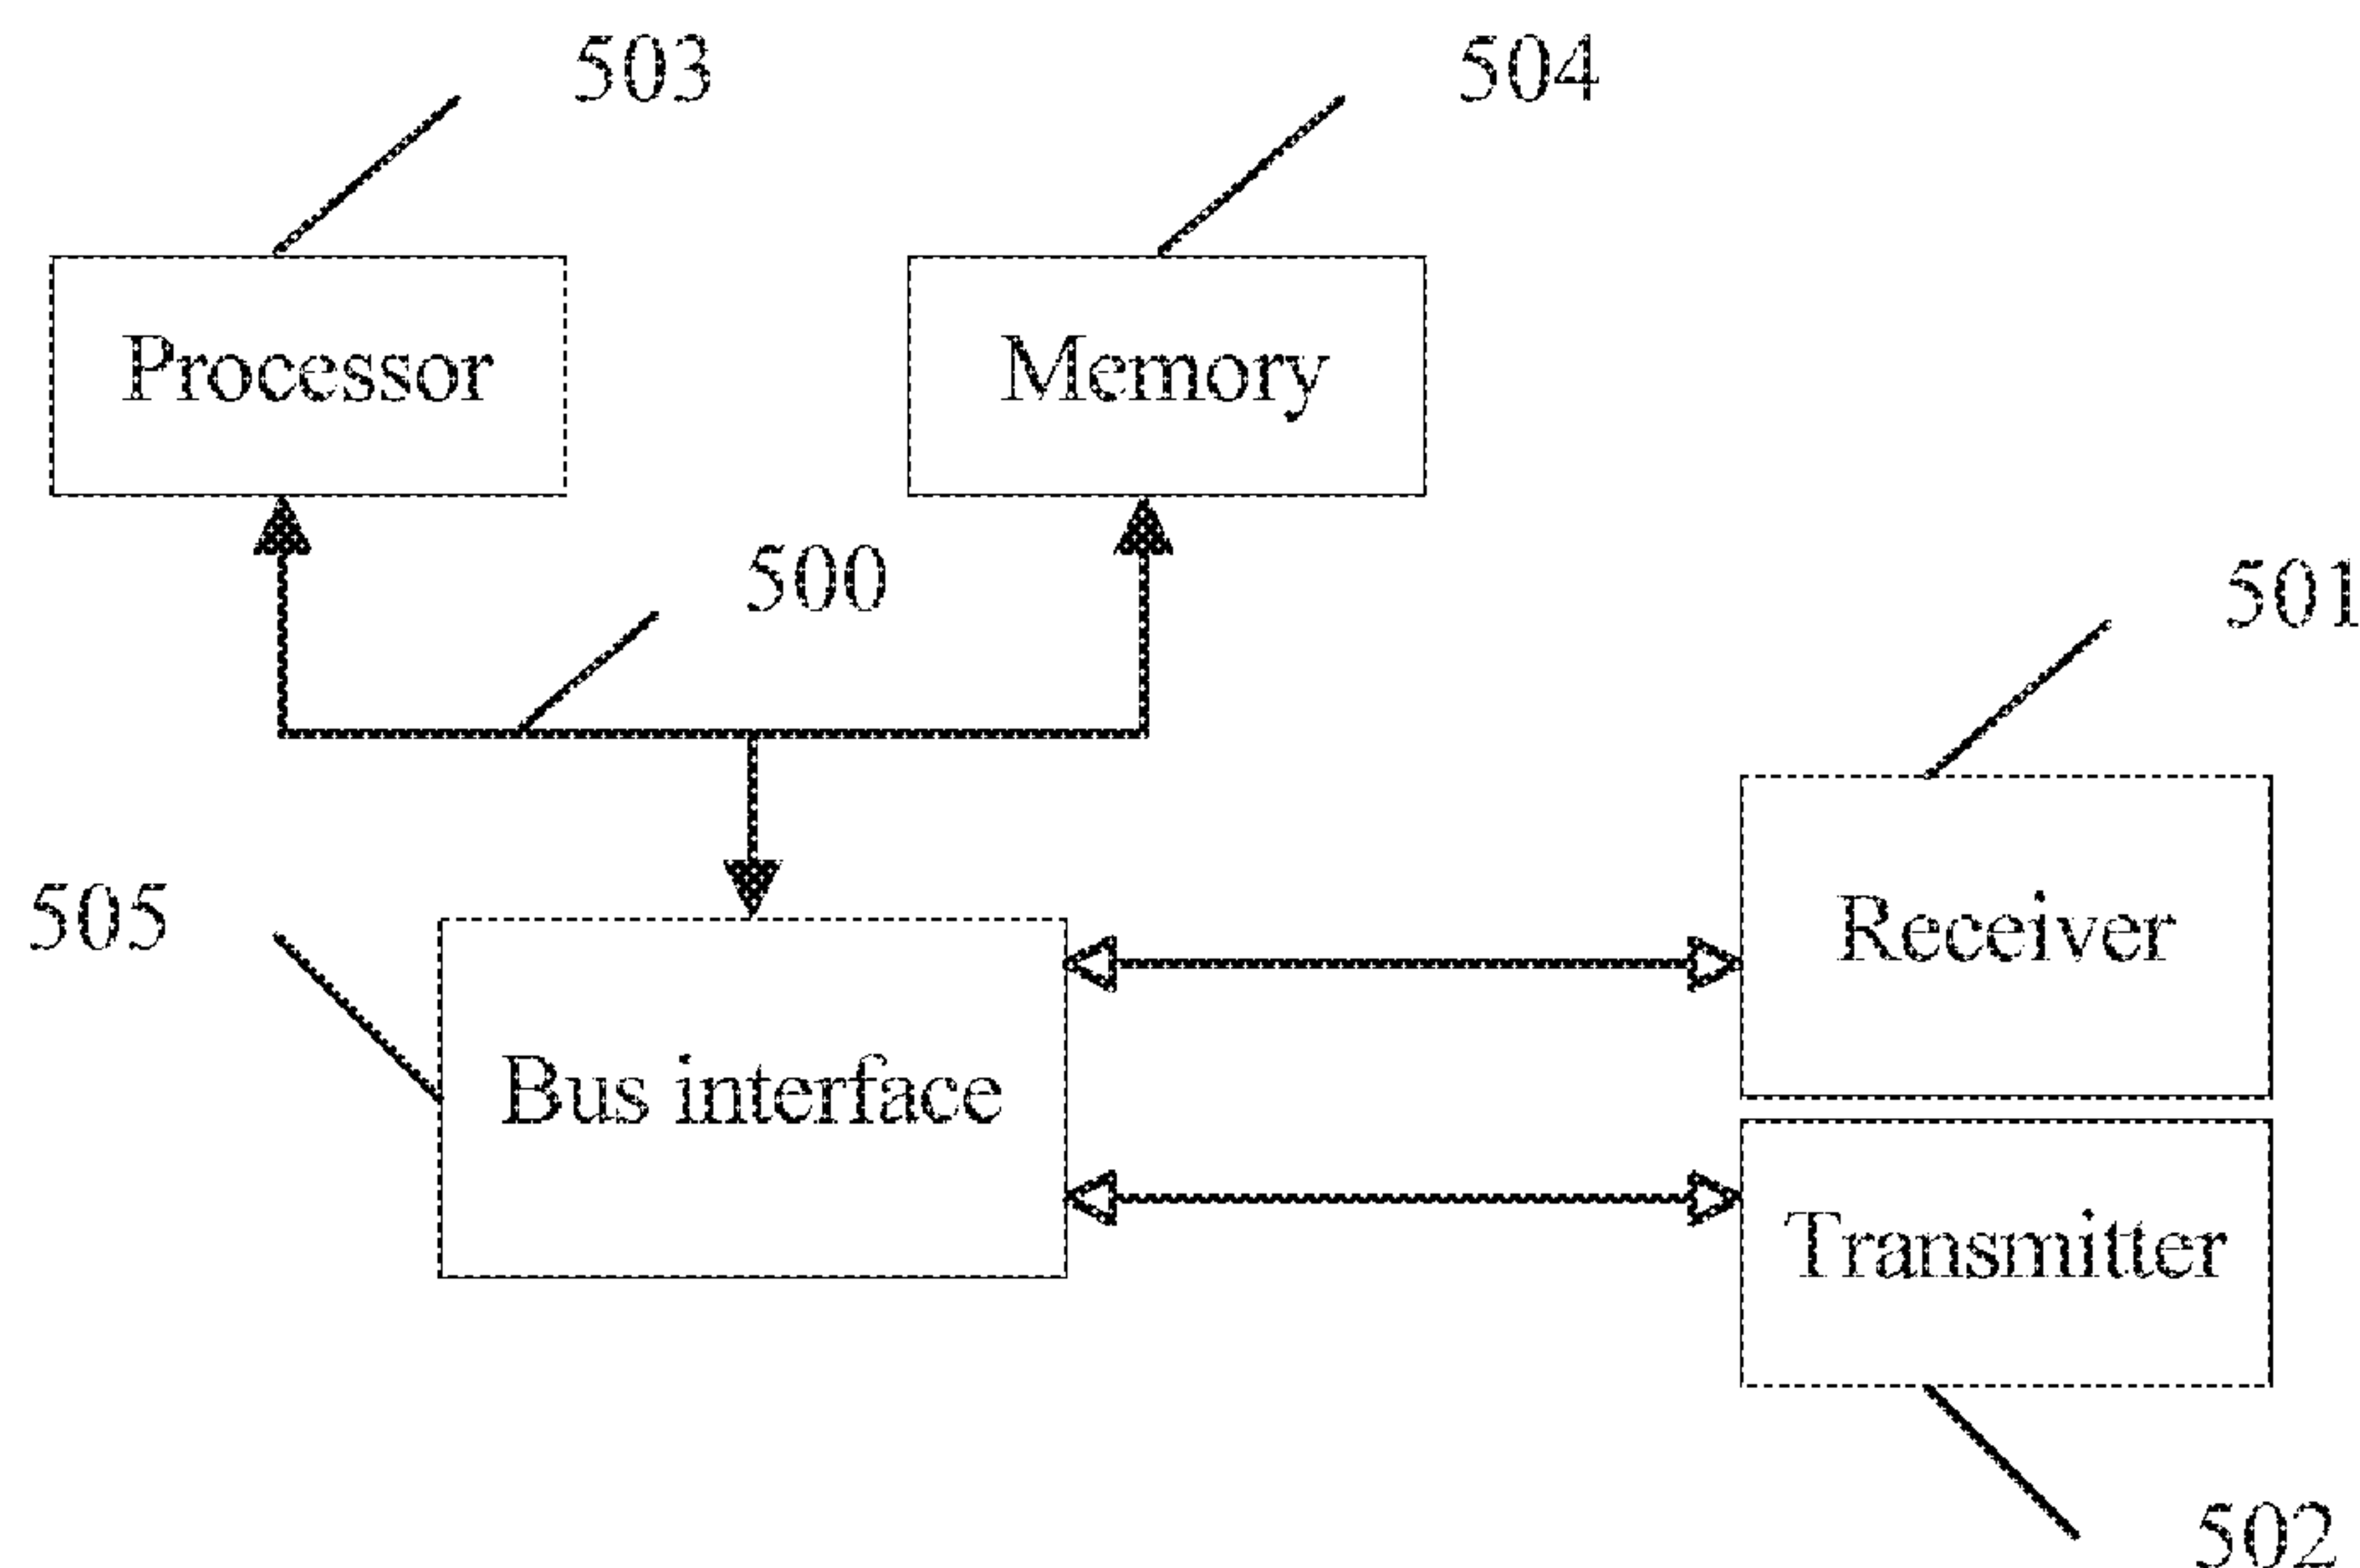 503
504
Processor
Memory
500
501
505
Receiver
Bus interface
Transmitter
502